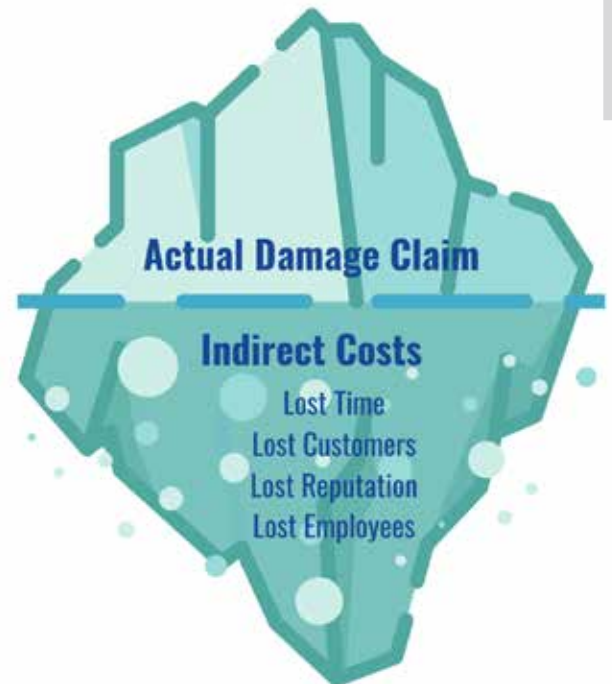 Actual Damage Claim
Indirect Costs
Lost Time
Lost Customers
Lost Reputation
Lost Employees